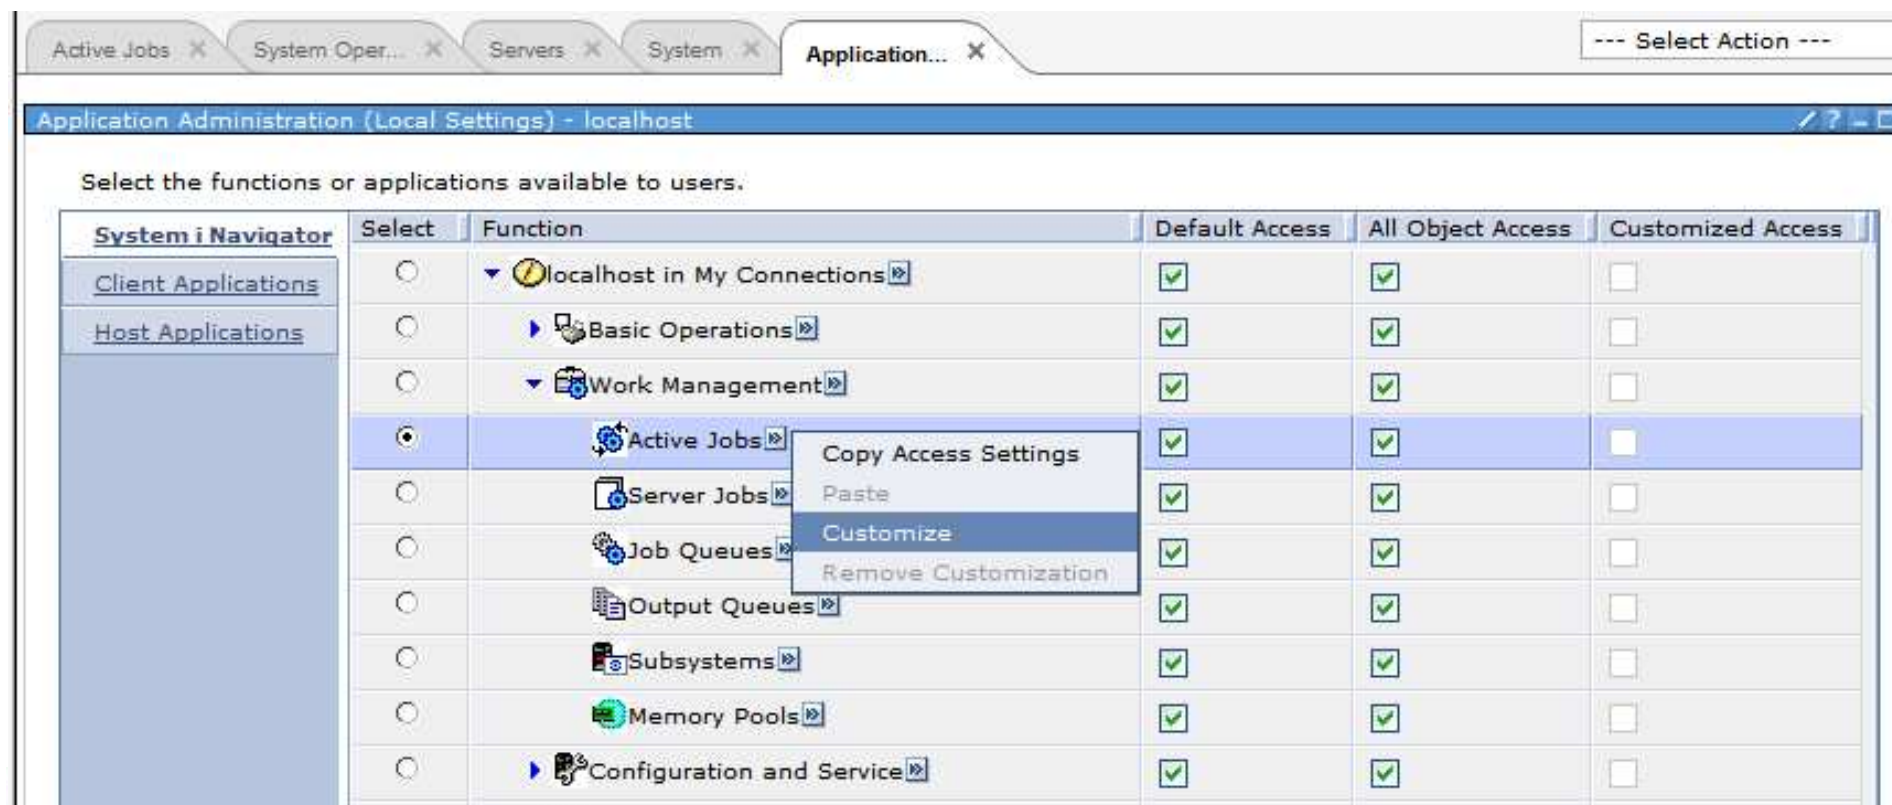 Active Jobs
System Oper...
Servers
System
Application...
--- Select Action ---
Application Administration (Local Settings) - localhost
Select the functions or applications available to users.
System i Navigator
Client Applications
Host Applications
Select Function Default Access All Object Access Customized Access
localhost in My Connections
Basic Operations
Work Management
Active Jobs
Server Jobs
Job Queues
Output Queues
Subsystems
Memory Pools
Configuration and Service
Copy Access Settings
Paste
Customize
Remove Customization